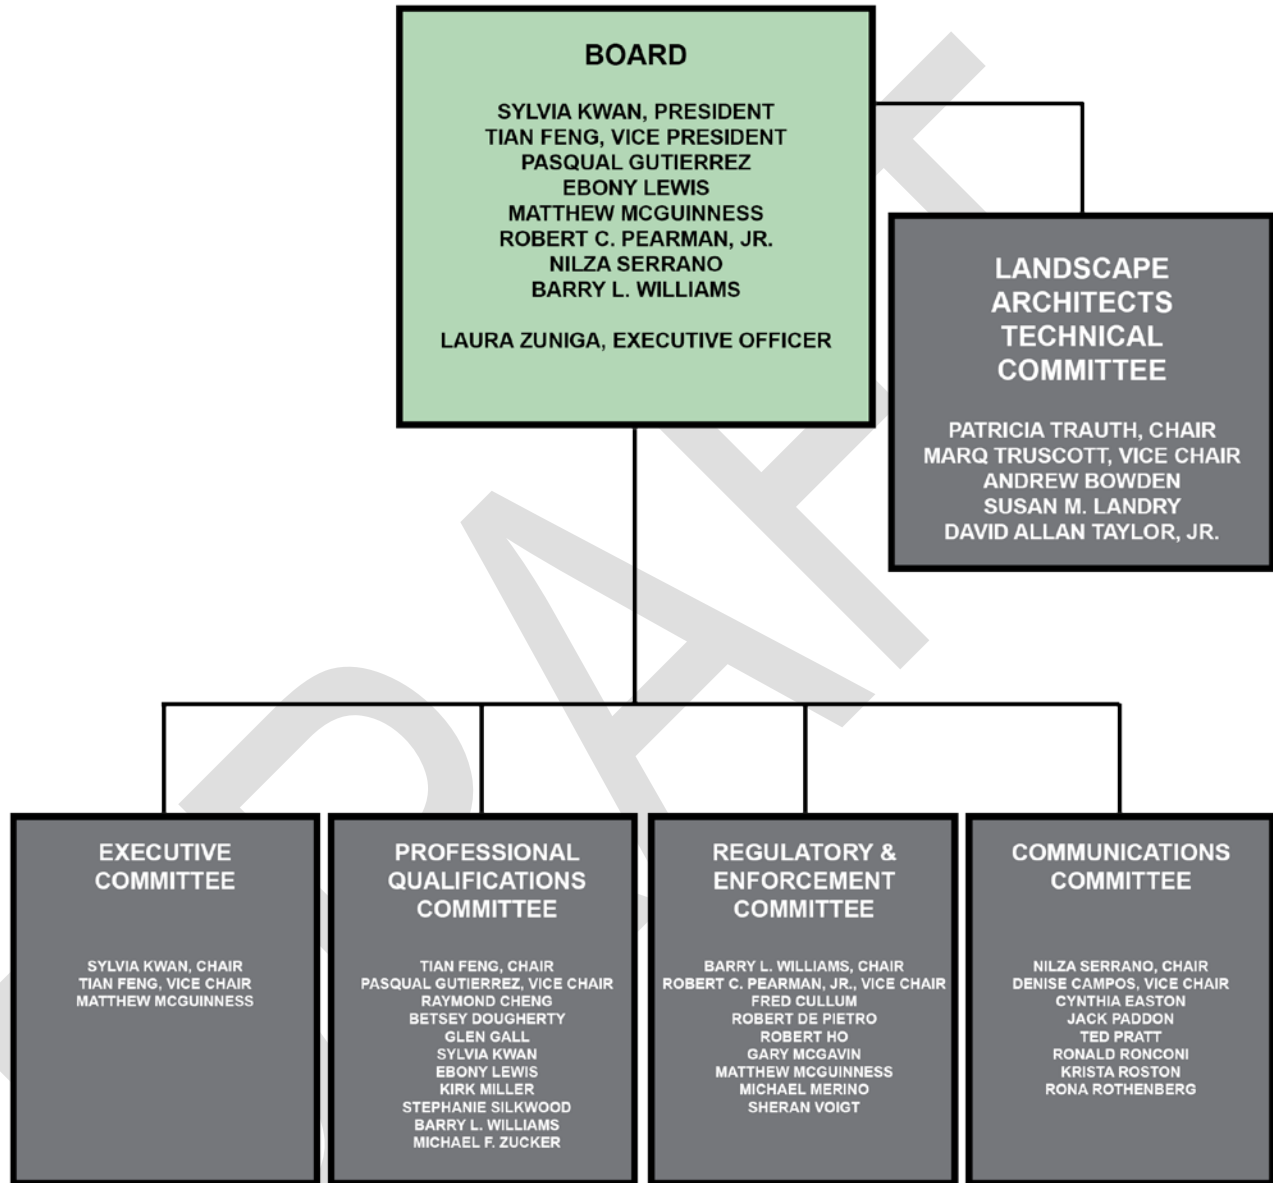 BOARD
SYLVIA KWAN, PRESIDENT
TIAN FENG, VICE PRESIDENT
PASQUAL GUTIERREZ
EBONY LEWIS
MATTHEW MCGUINNESS
ROBERT C. PEARMAN, JR.
NILZA SERRANO
BARRY L. WILLIAMS
LAURA ZUNIGA, EXECUTIVE OFFICER
LANDSCAPE
ARCHITECTS
TECHNICAL
COMMITTEE
PATRICIA TRAUTH, CHAIR
MARQ TRUSCOTT, VICE CHAIR
ANDREW BOWDEN
SUSAN M. LANDRY
DAVID ALLAN TAYLOR, JR.
EXECUTIVE
COMMITTEE
SYLVIA KWAN, CHAIR
TIAN FENG, VICE CHAIR
MATTHEW MCGUINNESS
PROFESSIONAL
QUALIFICATIONS
COMMITTEE
TIAN FENG, CHAIR
PASQUAL GUTIERREZ, VICE CHAIR
RAYMOND CHENG
BETSEY DOUGHERTY
GLEN GALL
SYLVIA KWAN
EBONY LEWIS
KIRK MILLER
STEPHANIE SILKWOOD
BARRY L. WILLIAMS
MICHAEL F. ZUCKER
REGULATORY &
ENFORCEMENT
COMMITTEE
BARRY L. WILLIAMS, CHAIR
ROBERT C. PEARMAN, JR., VICE CHAIR
FRED CULLUM
ROBERT DE PIETRO
ROBERT HO
GARY MCGAVIN
MATTHEW MCGUINNESS
MICHAEL MERINO
SHERAN VOIGT
COMMUNICATIONS
COMMITTEE
NILZA SERRANO, CHAIR
DENISE CAMPOS, VICE CHAIR
CYNTHIA EASTON
JACK PADDON
TED PRATT
RONALD RONCONI
KRISTA ROSTON
RONA ROTHENBERG
DRAFT